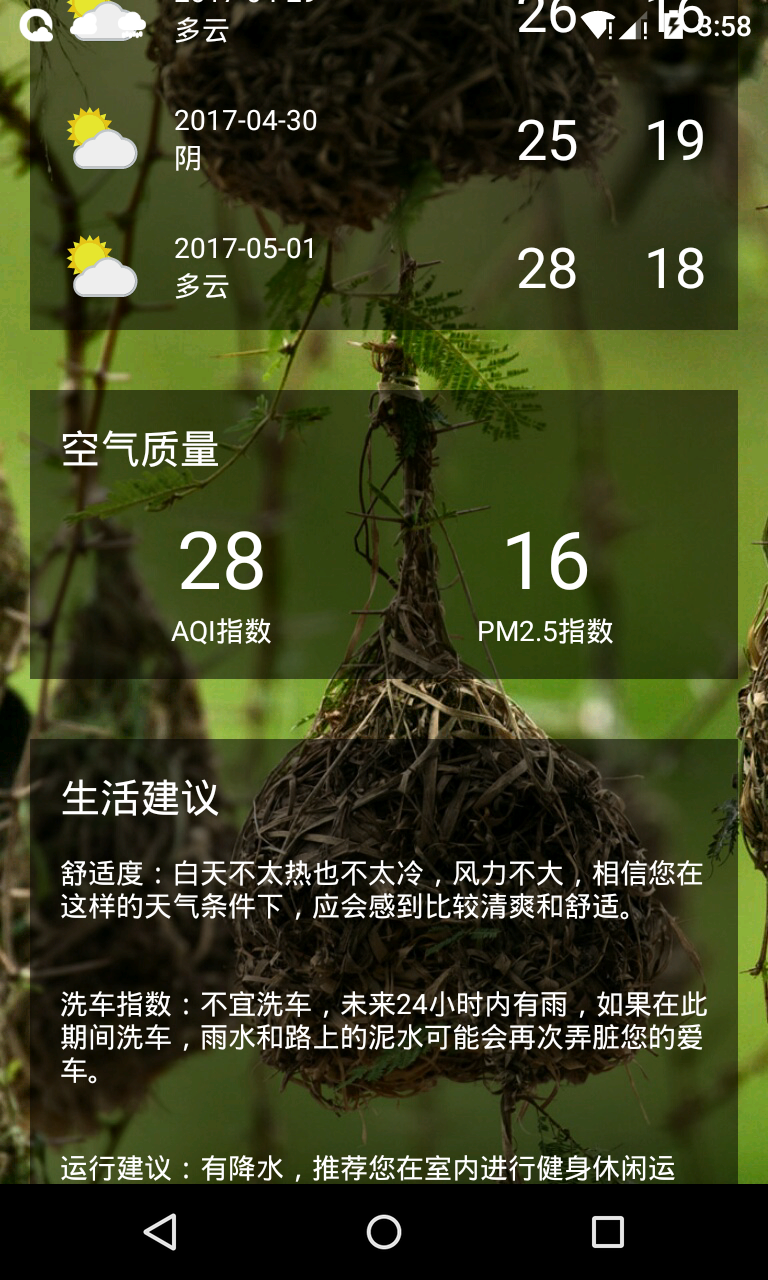 多云
26
16
3:58
2017-04-30
阴
25
19
2017-05-01
多云
28
18
空气质量
28
16
AQI指数
PM2.5指数
生活建议
舒适度：白天不太热也不太冷，风力不大，相信您在
这样的天气条件下，应会感到比较清爽和舒适。
洗车指数：不宜洗车，未来24小时内有雨，如果在此
期间洗车，雨水和路上的泥水可能会再次弄脏您的爱
车。
运行建议：有降水，推荐您在室内进行健身休闲运